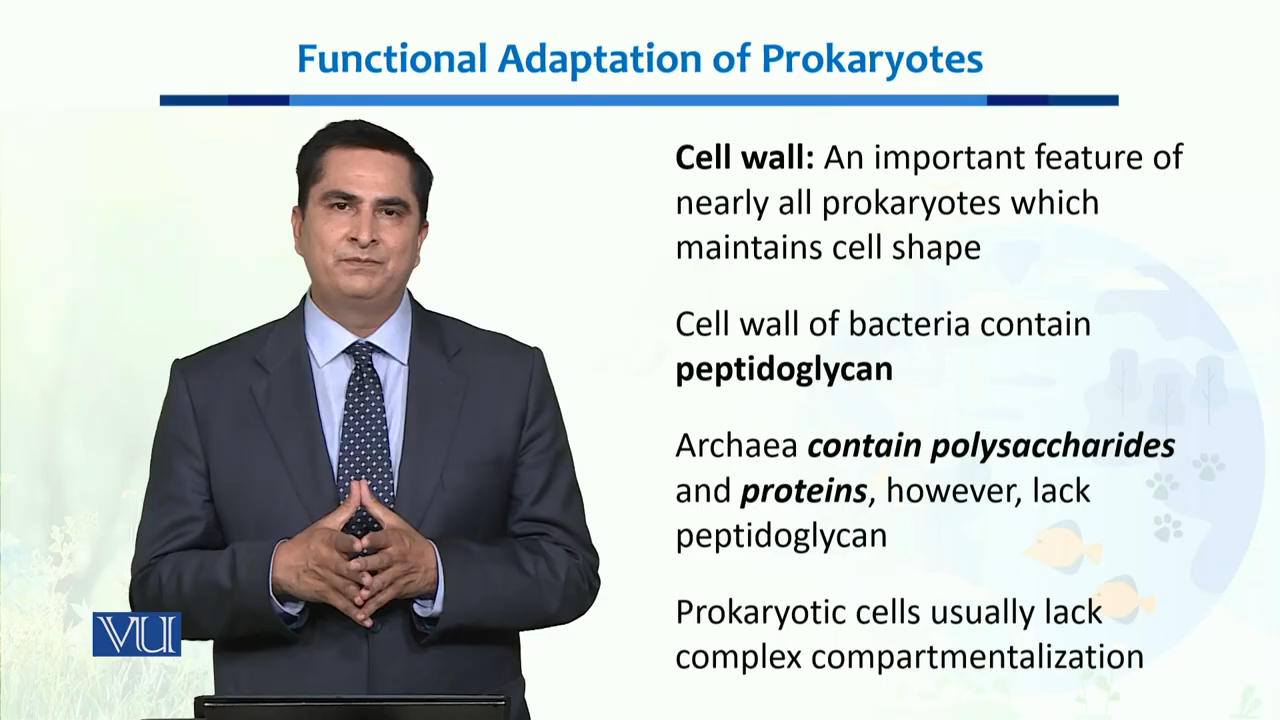 Functional Adaptation of Prokaryotes
Cell wall: An important feature of
nearly all prokaryotes which
maintains cell shape
Cell wall of bacteria contain
peptidoglycan
Archaea contain polysaccharides
and proteins, however, lack
peptidoglycan
Prokaryotic cells usually lack
complex compartmentalization
VU